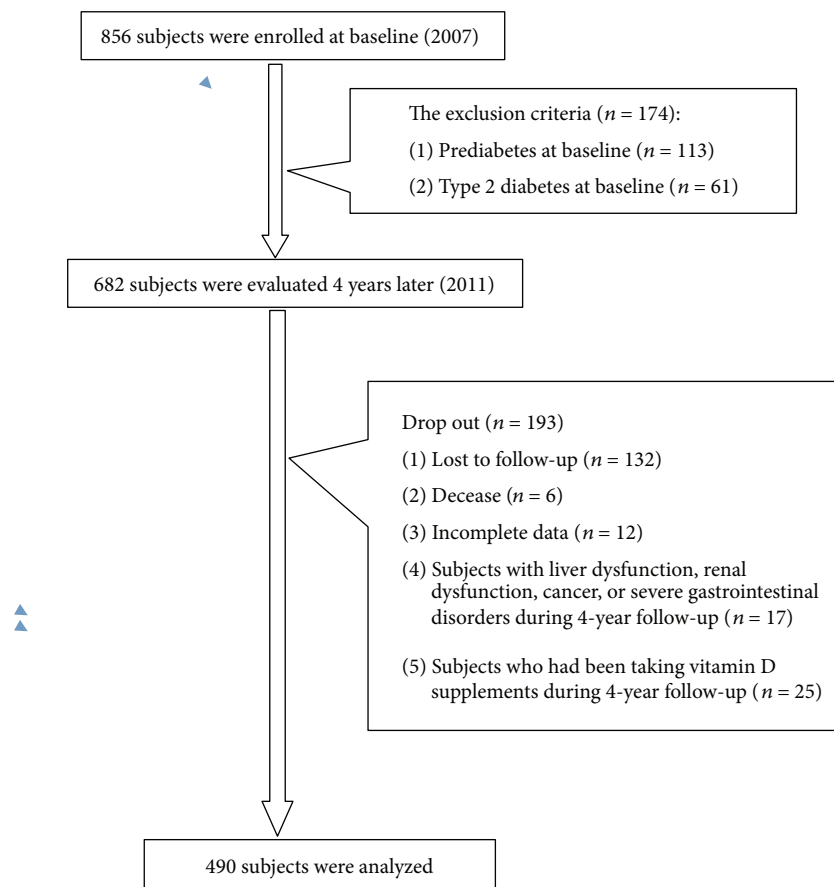 856 subjects were enrolled at baseline (2007)
The exclusion criteria (n = 174):
(1) Prediabetes at baseline (n = 113)
(2) Type 2 diabetes at baseline (n = 61)
682 subjects were evaluated 4 years later (2011)
Drop out (n = 193)
(1) Lost to follow-up (n = 132)
(2) Decease (n = 6)
(3) Incomplete data (n = 12)
(4) Subjects with liver dysfunction, renal
dysfunction, cancer, or severe gastrointestinal
disorders during 4-year follow-up (n = 17)
(5) Subjects who had been taking vitamin D
supplements during 4-year follow-up (n = 25)
490 subjects were analyzed